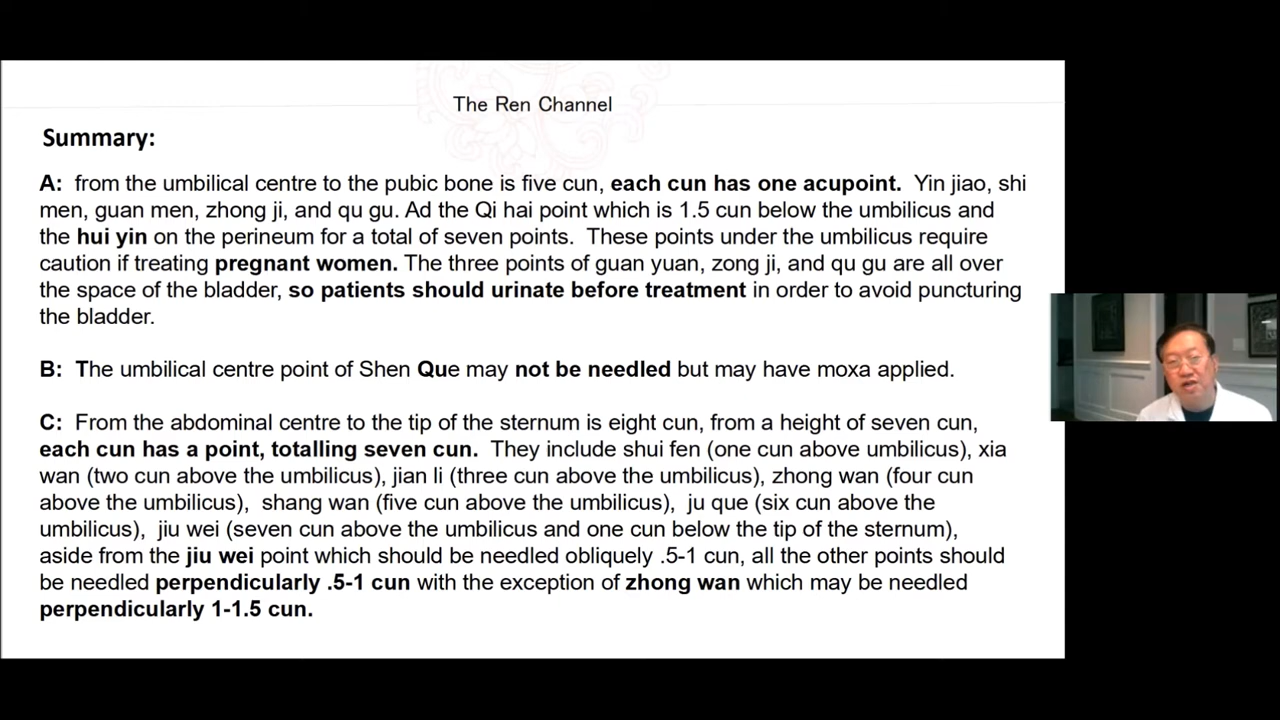 The Ren Channel
Summary:
A: from the umbilical centre to the pubic bone is five cun, each cun has one acupoint. Yin jiao, shi
men, guan men, zhong ji, and qu gu. Ad the Qi hai point which is 1.5 cun below the umbilicus and
the hui yin on the perineum for a total of seven points. These points under the umbilicus require
caution if treating pregnant women. The three points of guan yuan, zong ji, and qu gu are all over
the space of the bladder, so patients should urinate before treatment in order to avoid puncturing
the bladder.
B: The umbilical centre point of Shen Que may not be needled but may have moxa applied.
C: From the abdominal centre to the tip of the sternum is eight cun, from a height of seven cun,
each cun has a point, totalling seven cun. They include shui fen (one cun above umbilicus), xia
wan (two cun above the umbilicus), jian li (three cun above the umbilicus), zhong wan (four cun
above the umbilicus), shang wan (five cun above the umbilicus), ju que (six cun above the
umbilicus), jiu wei (seven cun above the umbilicus and one cun below the tip of the sternum),
aside from the jiu wei point which should be needled obliquely .5-1 cun, all the other points should
be needled perpendicularly .5-1 cun with the exception of zhong wan which may be needled
perpendicularly 1-1.5 cun.